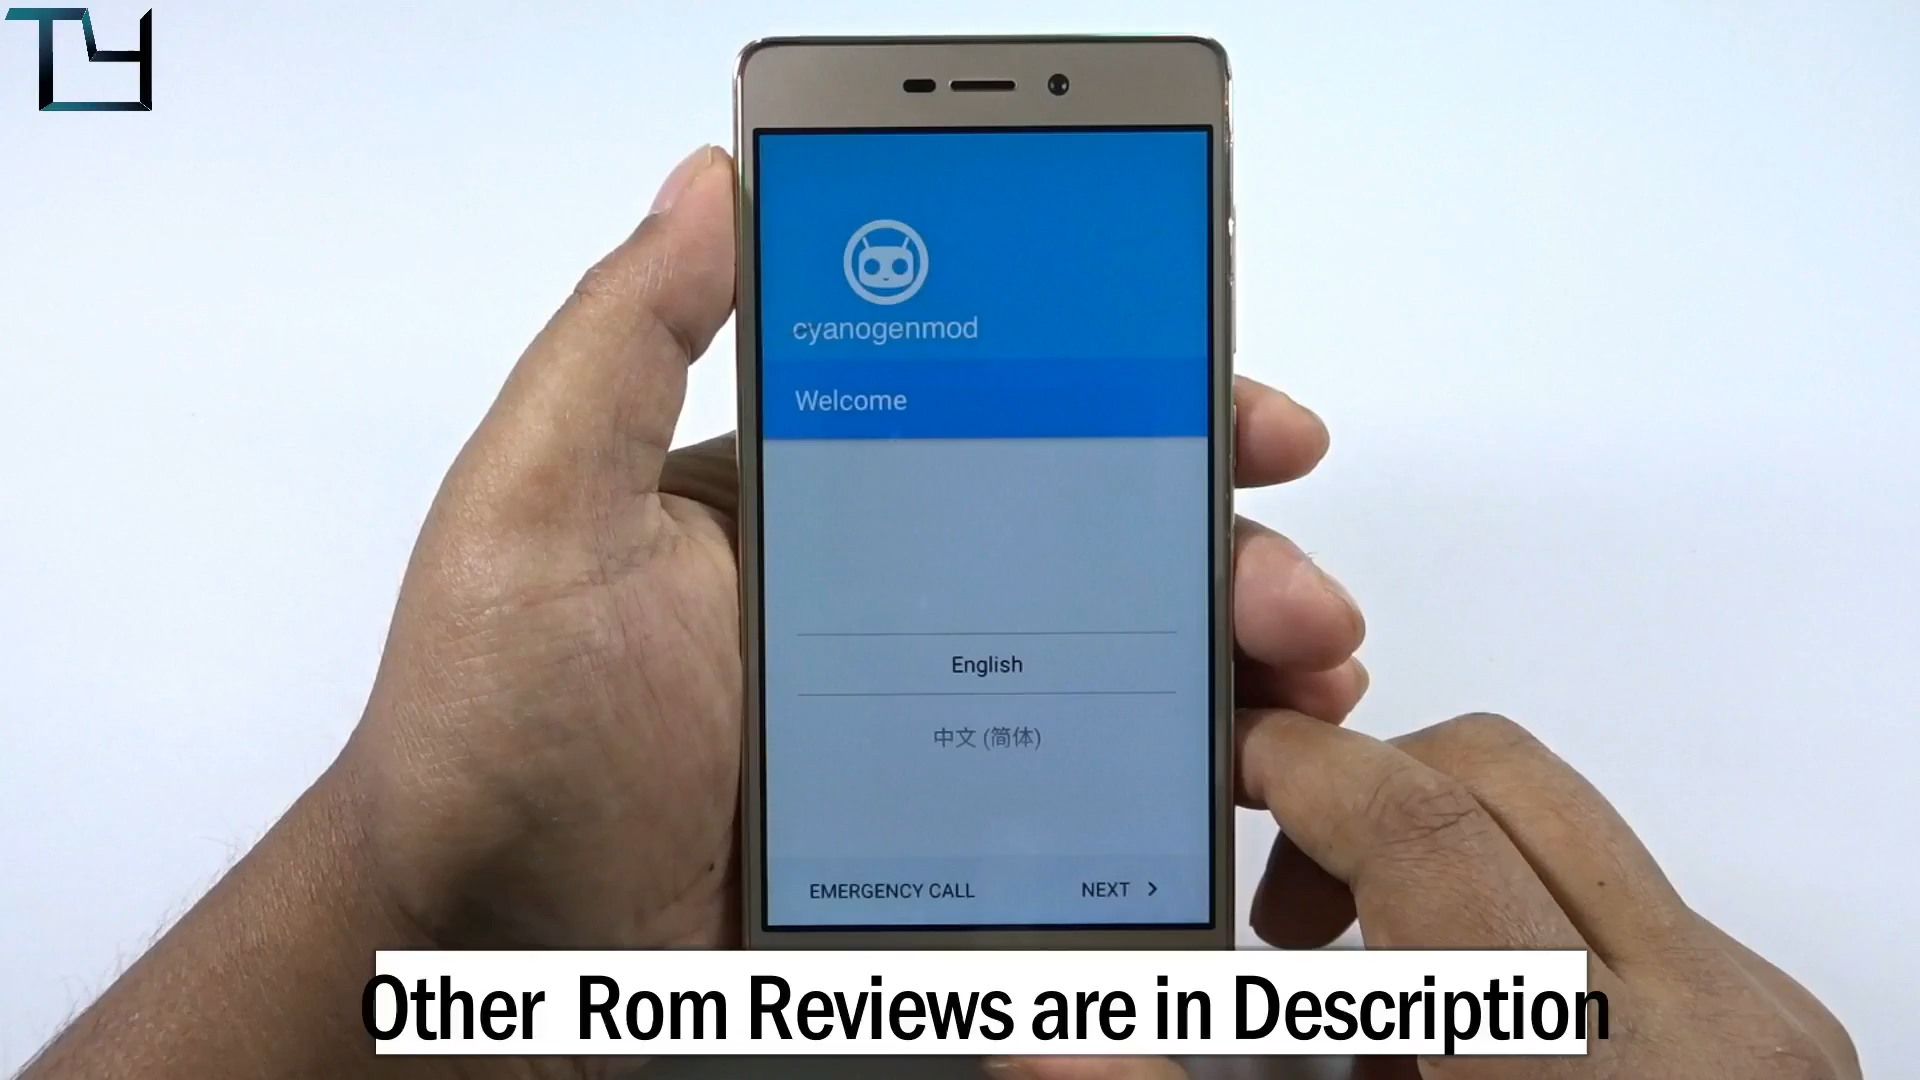 TY
cyanogenmod
Welcome
English
中文 (简体)
EMERGENCY CALL
NEXT
Other Rom Reviews are in Description